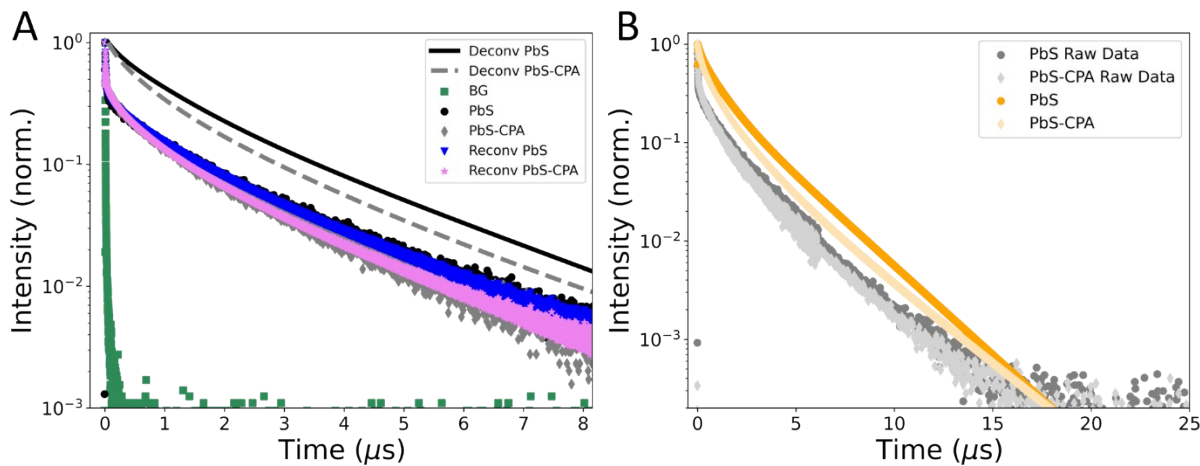 A
10⁰
10⁻¹
10⁻²
10⁻³
Intensity (norm.)
0 1 2 3 4 5 6 7 8
Time (μs)
Deconv PbS
Deconv PbS-CPA
BG
PbS
PbS-CPA
Reconv PbS
Reconv PbS-CPA
B
10⁰
10⁻¹
10⁻²
10⁻³
Intensity (norm.)
0 5 10 15 20 25
Time (μs)
PbS Raw Data
PbS-CPA Raw Data
PbS
PbS-CPA